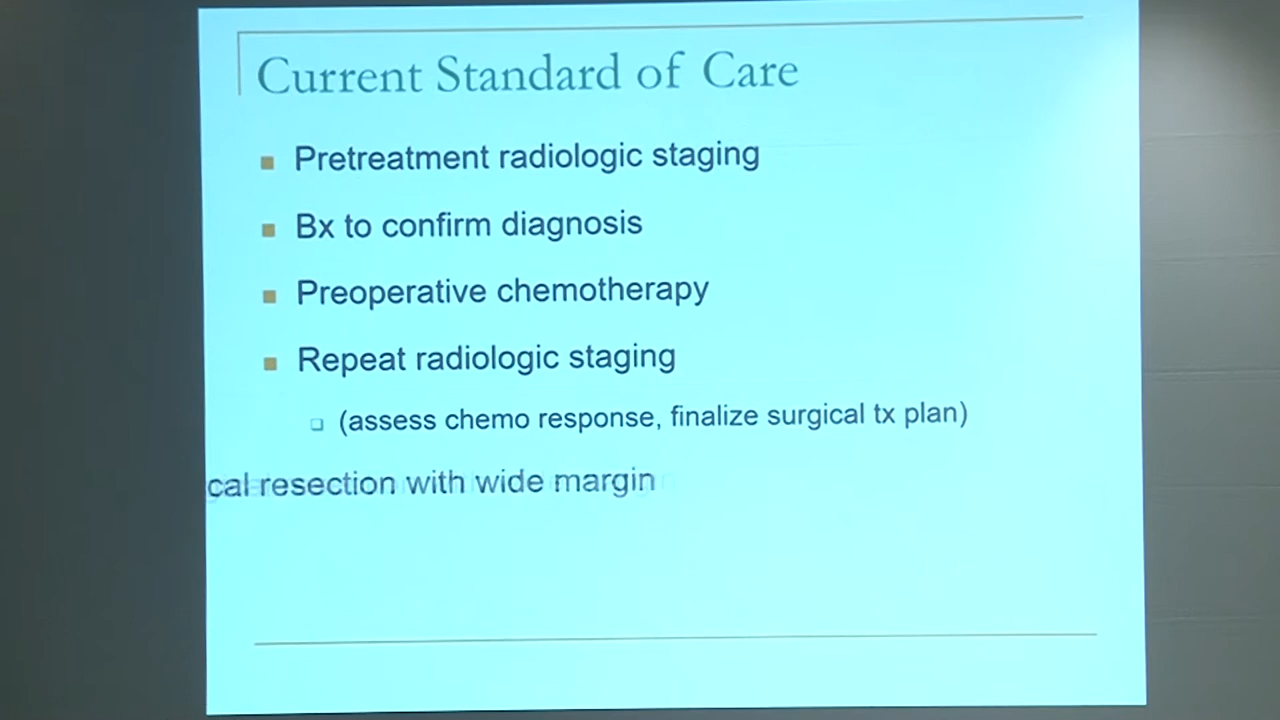 Current Standard of Care
Pretreatment radiologic staging
Bx to confirm diagnosis
Preoperative chemotherapy
Repeat radiologic staging
(assess chemo response, finalize surgical tx plan)
cal resection with wide margin